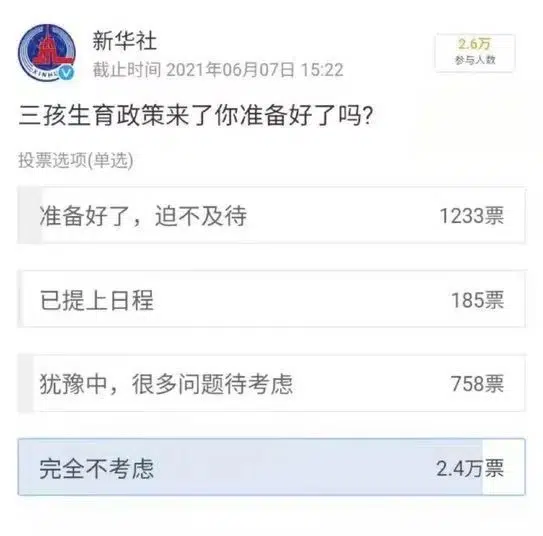 新华社
2.6万
参与人数
截止时间 2021年06月07日 15:22
三孩生育政策来了你准备好了吗?
投票选项(单选)
准备好了，迫不及待 1233票
已提上日程 185票
犹豫中，很多问题待考虑 758票
完全不考虑 2.4万票